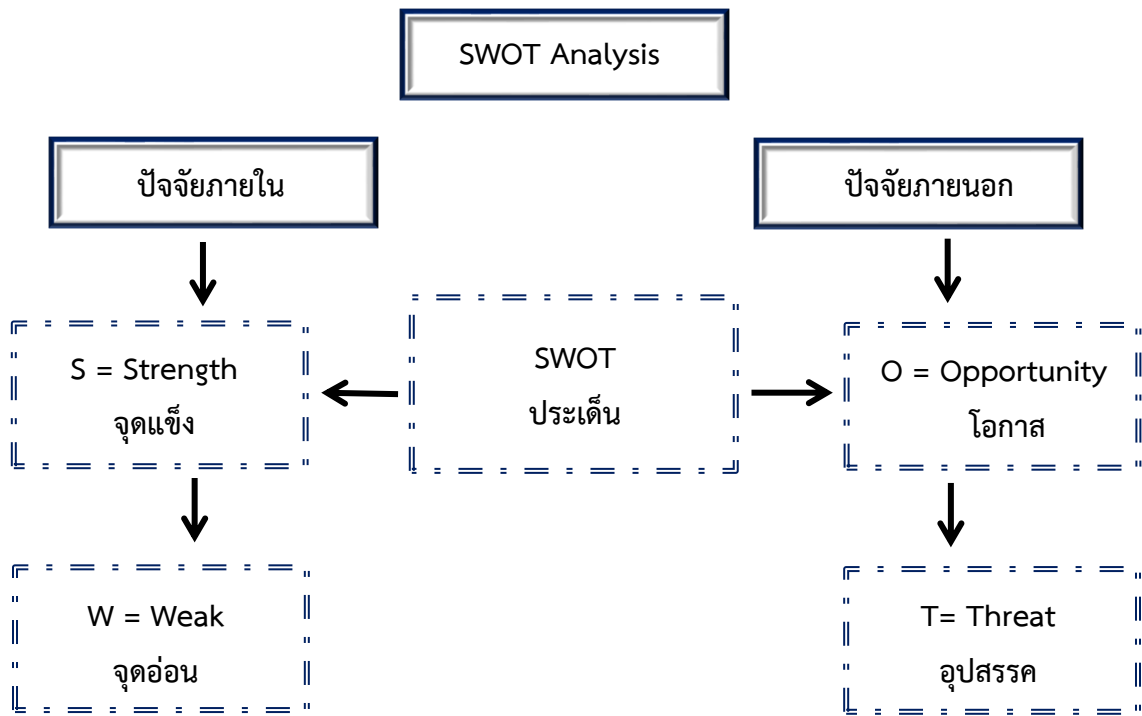 SWOT Analysis
ปัจจัยภายใน
ปัจจัยภายนอก
S = Strength
จุดแข็ง
SWOT
ประเด็น
O = Opportunity
โอกาส
W = Weak
จุดอ่อน
T= Threat
อุปสรรค